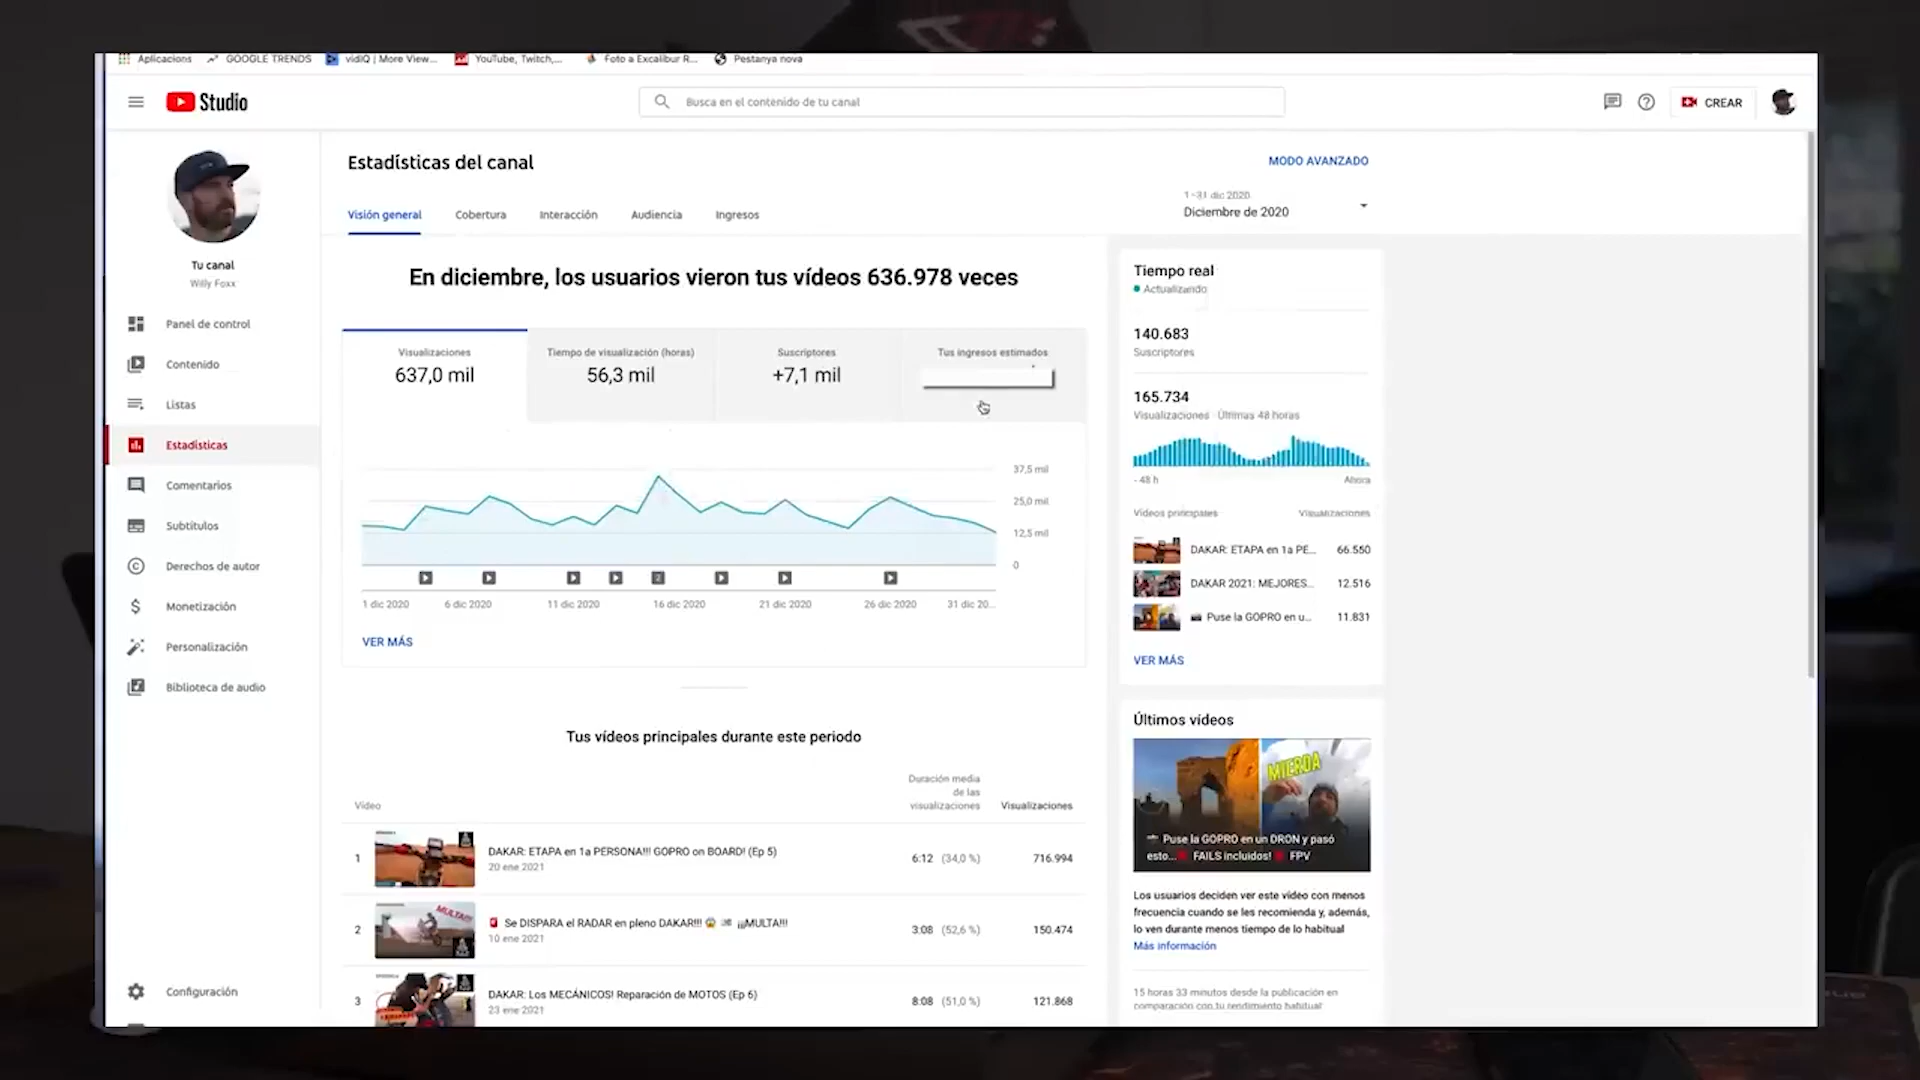 Aplicacions
GOOGLE TRENDS
vidIQ | More View...
YouTube, Twitch,...
Foto a Excalibur R...
Pestanya nova
Studio
Busca en el contenido de tu canal
CREAR
Tu canal
Willy Foxx
Panel de control
Contenido
Listas
Estadísticas
Comentarios
Subtítulos
Derechos de autor
Monetización
Personalización
Biblioteca de audio
Configuración
Estadísticas del canal
MODO AVANZADO
Visión general
Cobertura
Interacción
Audiencia
Ingresos
1–31 dic 2020
Diciembre de 2020
En diciembre, los usuarios vieron tus vídeos 636.978 veces
Visualizaciones
637,0 mil
Tiempo de visualización (horas)
56,3 mil
Suscriptores
+7,1 mil
Tus ingresos estimados
37,5 mil
25,0 mil
12,5 mil
0
1 dic 2020
6 dic 2020
11 dic 2020
16 dic 2020
21 dic 2020
26 dic 2020
31 dic 20...
VER MÁS
Tus vídeos principales durante este periodo
Vídeo
Duración media
de las
visualizaciones
Visualizaciones
1
DAKAR: ETAPA en 1a PERSONA!!! GOPRO on BOARD! (Ep 5)
20 ene 2021
6:12 (34,0 %)
716.994
2
MULTA!!!
Se DISPARA el RADAR en pleno DAKAR!!! 😱 ¡¡¡MULTA!!!
10 ene 2021
3:08 (52,6 %)
150.474
3
DAKAR: Los MECÁNICOS! Reparación de MOTOS (Ep 6)
23 ene 2021
8:08 (51,0 %)
121.868
Tiempo real
Actualizando
140.683
Suscriptores
165.734
Visualizaciones · Últimas 48 horas
- 48 h
Ahora
Vídeos principales
Visualizaciones
DAKAR: ETAPA en 1a PE...
66.550
DAKAR 2021: MEJORES...
12.516
Puse la GOPRO en u...
11.831
VER MÁS
Últimos vídeos
MIERDA
Puse la GOPRO en un DRON y pasó
esto... FAILS incluidos! FPV
Los usuarios deciden ver este vídeo con menos
frecuencia cuando se les recomienda y, además,
lo ven durante menos tiempo de lo habitual
Más información
15 horas 33 minutos desde la publicación en
comparación con tu rendimiento habitual